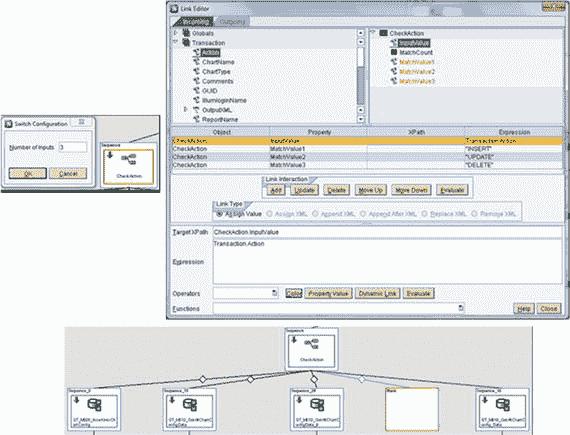 Link Editor
Incoming Outgoing
Globals
Transaction
Action
ChartName
ChartType
Comments
GUID
IllumloginName
OutputXML
ReportName
CheckAction
InputValue
MatchCount
MatchValue1
MatchValue2
MatchValue3
Object Property XPath Expression
CheckAction InputValue Transaction.Action
CheckAction MatchValue1 "INSERT"
CheckAction MatchValue2 "UPDATE"
CheckAction MatchValue3 "DELETE"
Link Interaction
Add Update Delete Move Up Move Down Evaluate
Link Type
Assign Value Assign XML Append XML Append After XML Replace XML Remove XML
Target XPath CheckAction.InputValue
Expression Transaction.Action
Operators Color Property Value Dynamic Link Evaluate
Functions Help Close
Switch Configuration
Number of Inputs 3
OK Cancel
Sequence
CheckAction
Sequence
CheckAction